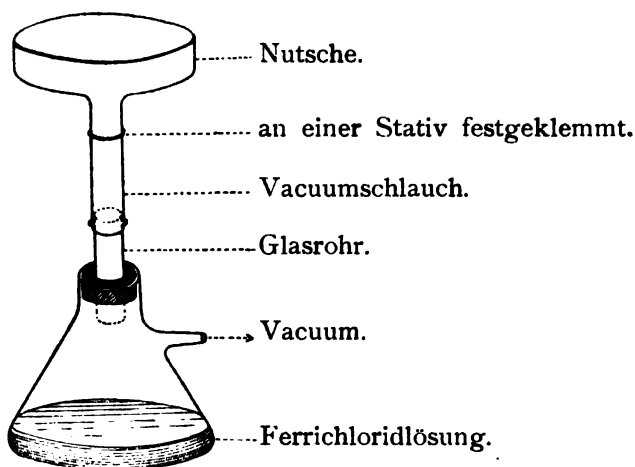 Nutsche.
an einer Stativ festgeklemmt.
Vacuumschlauch.
Glasrohr.
Vacuum.
Ferrichloridlösung.